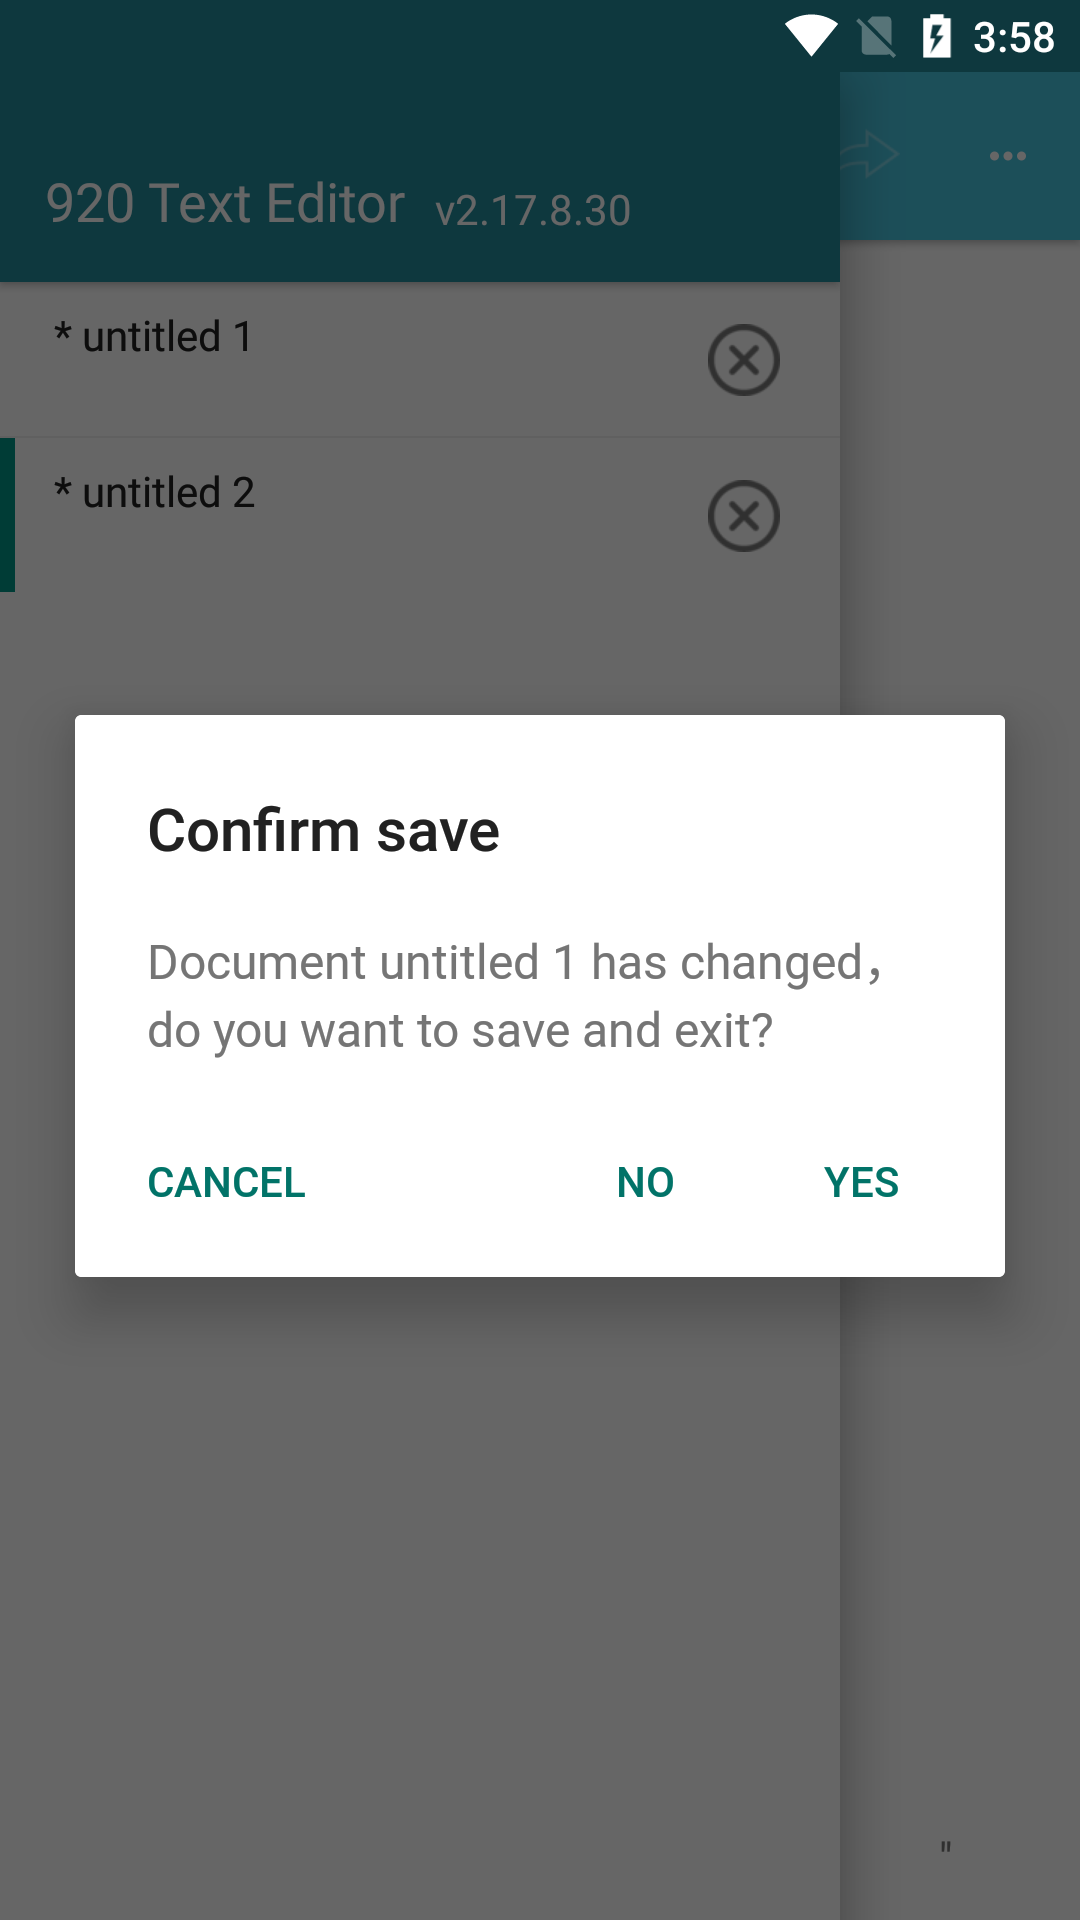 3:58
920 Text Editor v2.17.8.30
* untitled 1
* untitled 2
Confirm save
Document untitled 1 has changed，
do you want to save and exit?
CANCEL NO YES
"